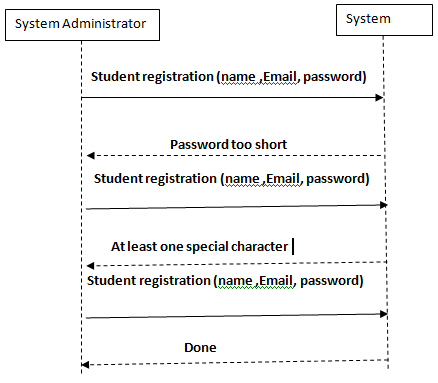 System Administrator
System
Student registration (name ,Email, password)
Password too short
Student registration (name ,Email, password)
At least one special character
Student registration (name ,Email, password)
Done